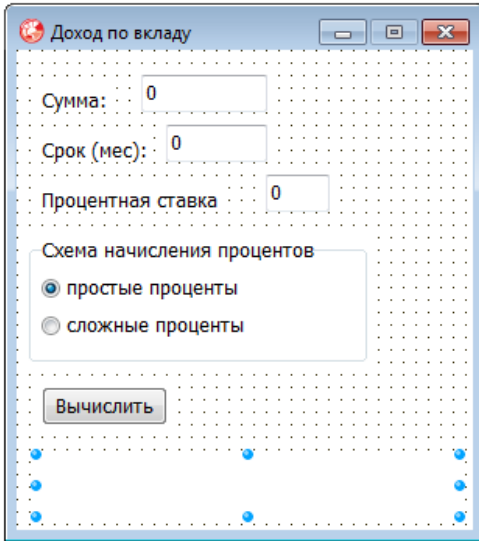 Доход по вкладу
Сумма: 0
Срок (мес): 0
Процентная ставка 0
Схема начисления процентов
простые проценты
сложные проценты
Вычислить